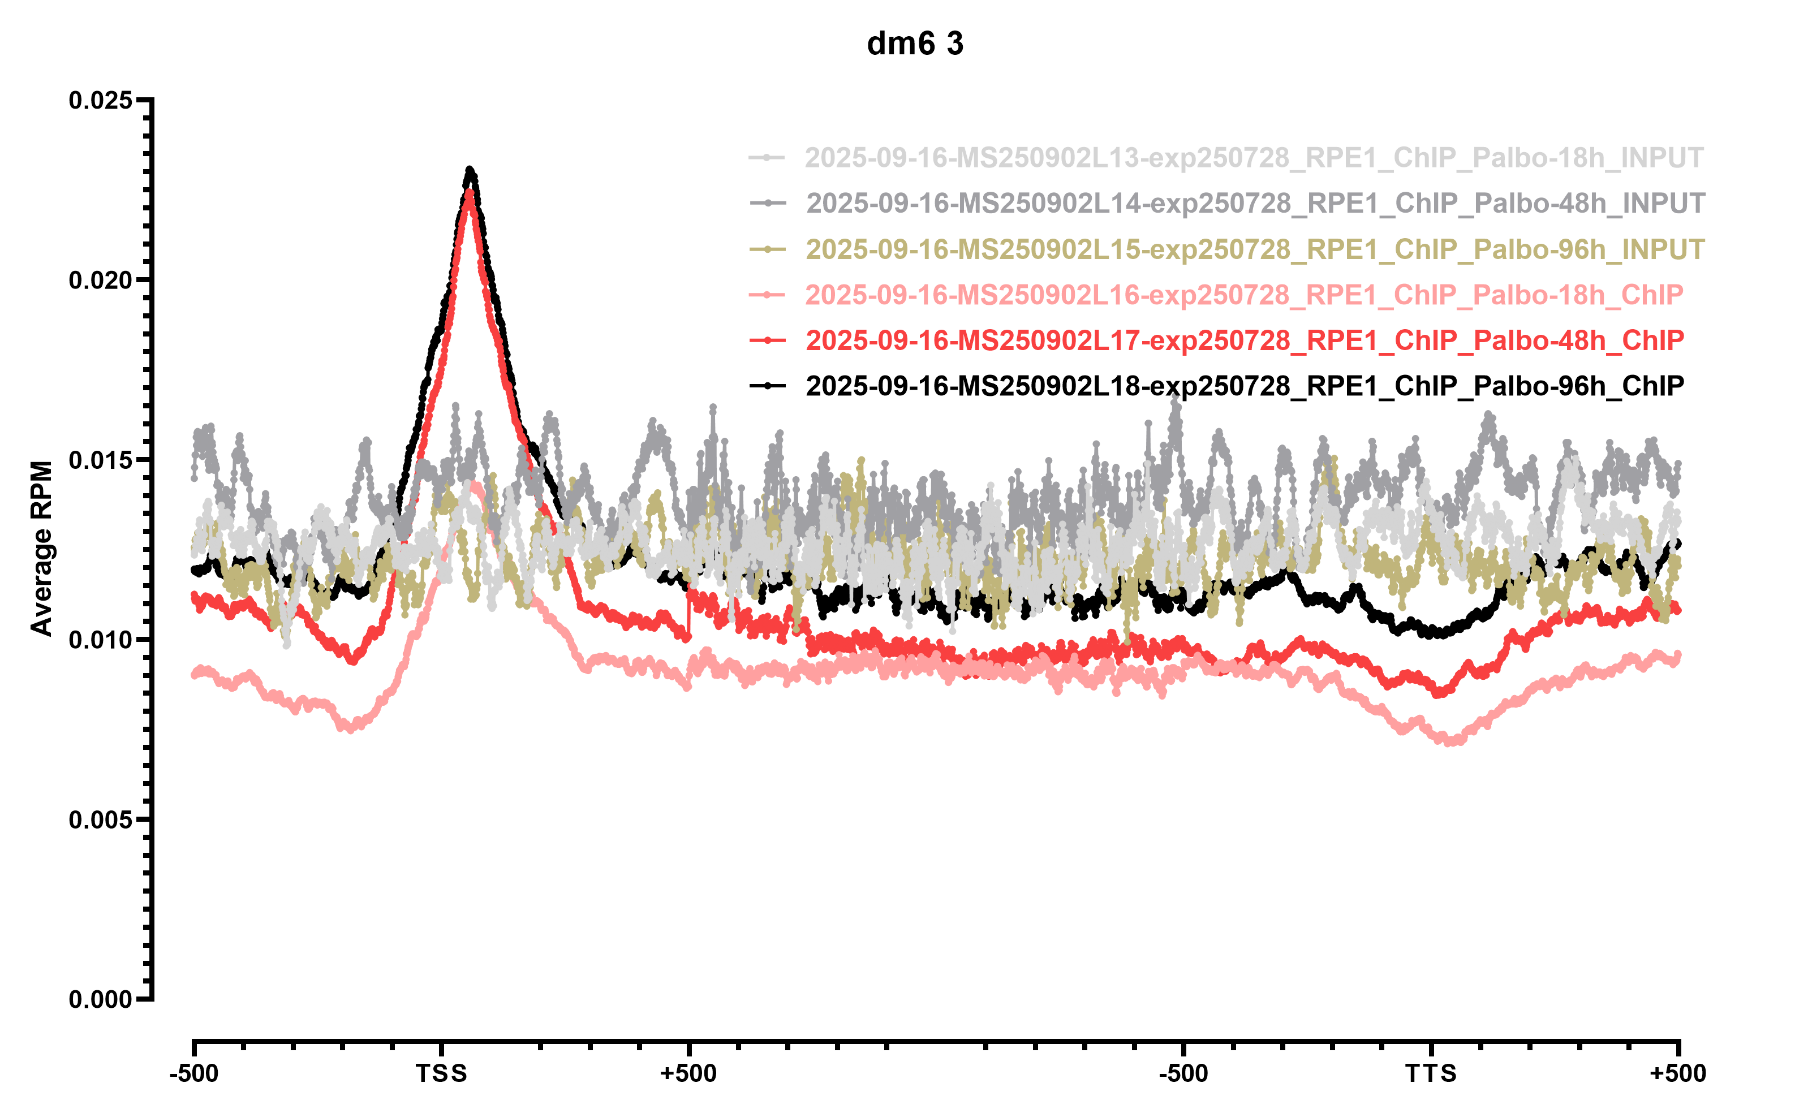 dm6 3
0.025
2025-09-16-MS250902L13-exp250728_RPE1_ChIP_Palbo-18h_INPUT
2025-09-16-MS250902L14-exp250728_RPE1_ChIP_Palbo-48h_INPUT
2025-09-16-MS250902L15-exp250728_RPE1_ChIP_Palbo-96h_INPUT
0.020
2025-09-16-MS250902L16-exp250728_RPE1_ChIP_Palbo-18h_ChIP
2025-09-16-MS250902L17-exp250728_RPE1_ChIP_Palbo-48h_ChIP
2025-09-16-MS250902L18-exp250728_RPE1_ChIP_Palbo-96h_ChIP
0.015
Average RPM
0.010
0.005
0.000
-500 TSS +500 -500 TTS +500